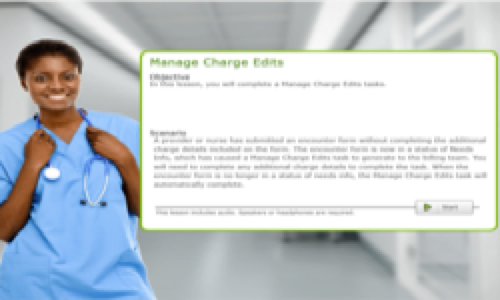 Manage Charge Edits
Objective
In this lesson, you will complete a Manage Charge Edits tasks.
Scenario
A provider or nurse has submitted an encounter form without completing the additional
charge details included on the form. The encounter form is now in a status of Needs
Info, which has caused a Manage Charge Edits task to generate to the billing team. You
will need to complete any additional charge details to complete the task. When the
encounter form is no longer in a status of needs info, the Manage Charge Edits task will
automatically complete.
Start
This lesson includes audio. Speakers or headphones are required.